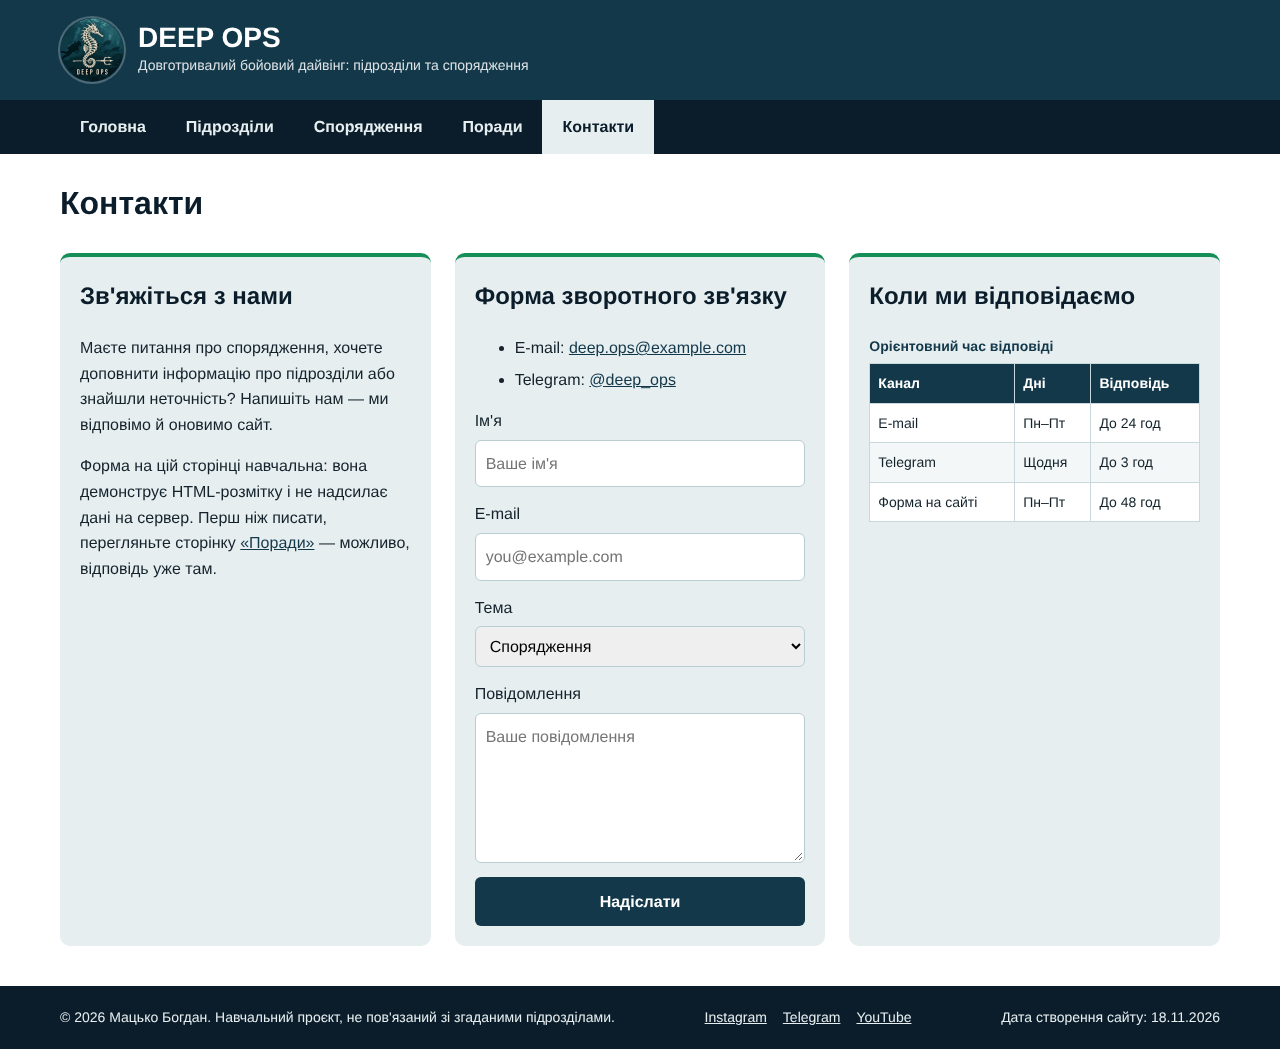 DEEP OPS
DEEP OPS
Довготривалий бойовий дайвінг: підрозділи та спорядження
Головна
Підрозділи
Спорядження
Поради
Контакти
Контакти
Зв'яжіться з нами
Маєте питання про спорядження, хочете
доповнити інформацію про підрозділи або
знайшли неточність? Напишіть нам — ми
відповімо й оновимо сайт.
Форма на цій сторінці навчальна: вона
демонструє HTML-розмітку і не надсилає
дані на сервер. Перш ніж писати,
перегляньте сторінку «Поради» — можливо,
відповідь уже там.
Форма зворотного зв'язку
E-mail: deep.ops@example.com
Telegram: @deep_ops
Ім'я
Ваше ім'я
E-mail
you@example.com
Тема
Спорядження
Повідомлення
Ваше повідомлення
Надіслати
Коли ми відповідаємо
Орієнтовний час відповіді
Канал Дні Відповідь
E-mail Пн–Пт До 24 год
Telegram Щодня До 3 год
Форма на сайті Пн–Пт До 48 год
© 2026 Мацько Богдан. Навчальний проєкт, не пов'язаний зі згаданими підрозділами.
Instagram Telegram YouTube
Дата створення сайту: 18.11.2026